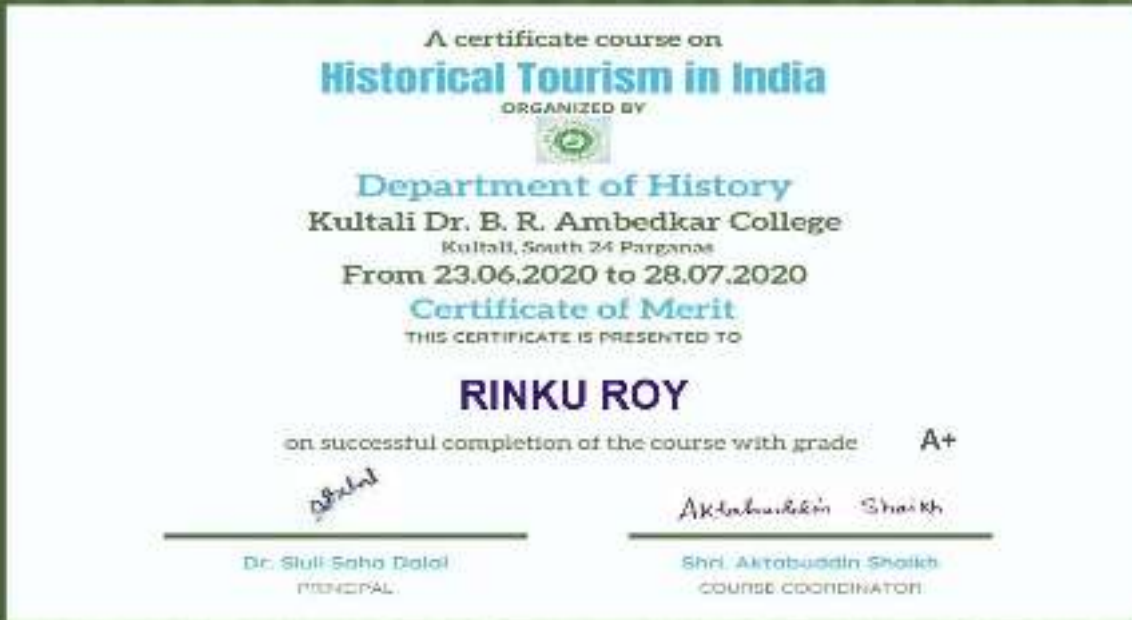 A certificate course on
Historical Tourism in India
ORGANIZED BY
Department of History
Kultali Dr. B. R. Ambedkar College
Kultali, South 24 Parganas
From 23.06.2020 to 28.07.2020
Certificate of Merit
THIS CERTIFICATE IS PRESENTED TO
RINKU ROY
on successful completion of the course with grade A+
Aktabuddin Shaikh
Dr. Siuli Saha Dalal Shri. Aktabuddin Shaikh
PRINCIPAL COURSE COORDINATOR